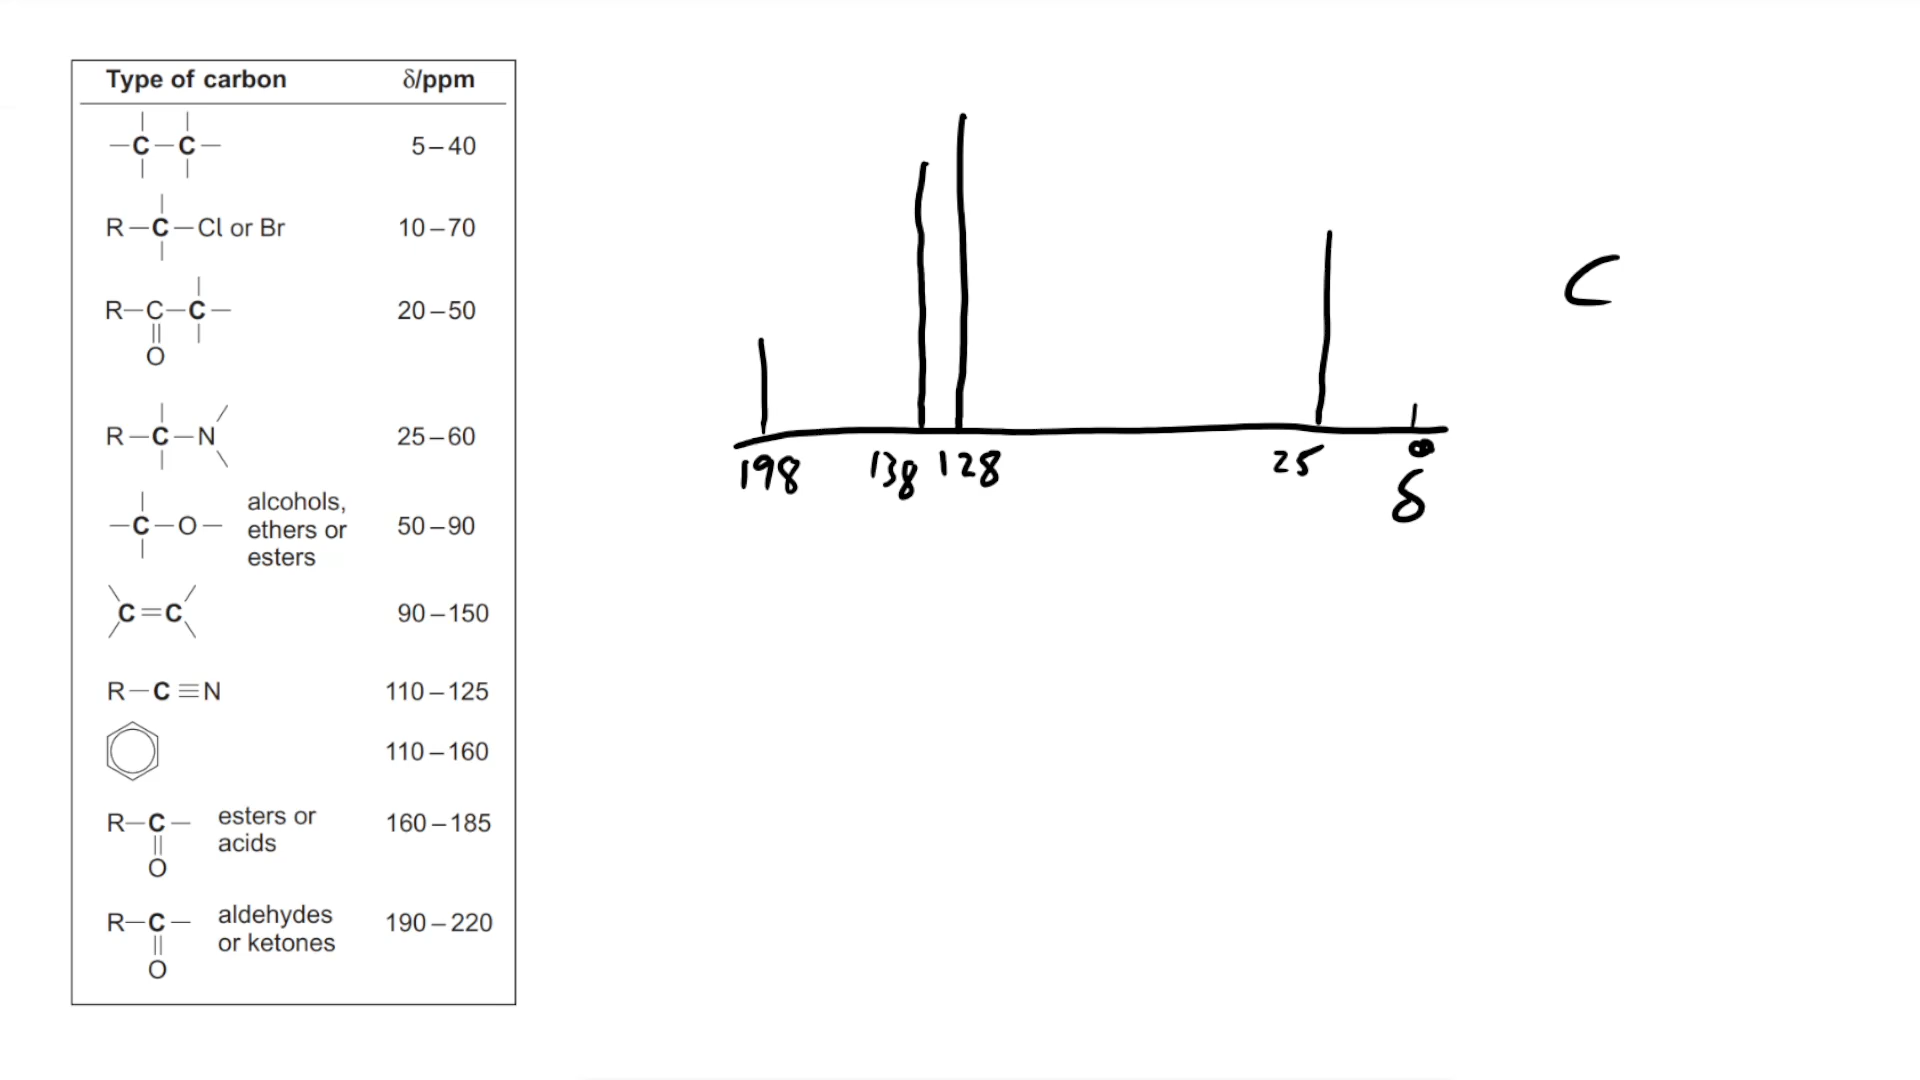 Type of carbon δ/ppm
—C—C— 5–40
R—C—Cl or Br 10–70
R—C—C— 20–50
O
R—C—N 25–60
—C—O— alcohols, ethers or esters 50–90
C=C 90–150
R—C≡N 110–125
110–160
R—C— esters or acids 160–185
O
R—C— aldehydes or ketones 190–220
O
198 138 128 25 0
δ
C